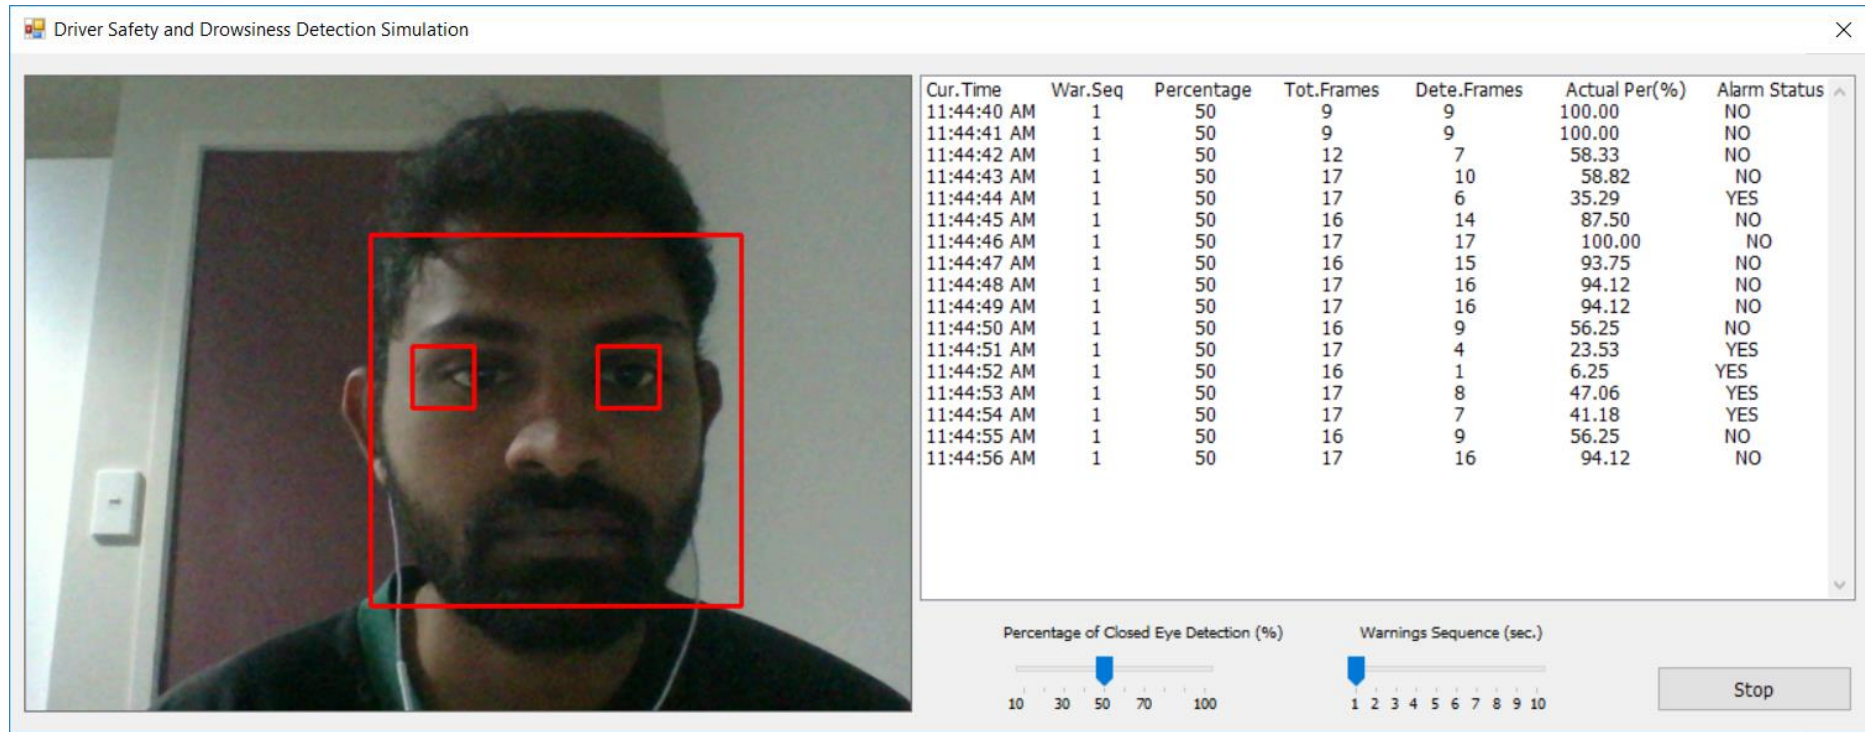 Driver Safety and Drowsiness Detection Simulation
Cur.Time War.Seq Percentage Tot.Frames Dete.Frames Actual Per(%) Alarm Status
11:44:40 AM 1 50 9 9 100.00 NO
11:44:41 AM 1 50 9 9 100.00 NO
11:44:42 AM 1 50 12 7 58.33 NO
11:44:43 AM 1 50 17 10 58.82 NO
11:44:44 AM 1 50 17 6 35.29 YES
11:44:45 AM 1 50 16 14 87.50 NO
11:44:46 AM 1 50 17 17 100.00 NO
11:44:47 AM 1 50 16 15 93.75 NO
11:44:48 AM 1 50 17 16 94.12 NO
11:44:49 AM 1 50 17 16 94.12 NO
11:44:50 AM 1 50 16 9 56.25 NO
11:44:51 AM 1 50 17 4 23.53 YES
11:44:52 AM 1 50 16 1 6.25 YES
11:44:53 AM 1 50 17 8 47.06 YES
11:44:54 AM 1 50 17 7 41.18 YES
11:44:55 AM 1 50 16 9 56.25 NO
11:44:56 AM 1 50 17 16 94.12 NO
Percentage of Closed Eye Detection (%) Warnings Sequence (sec.)
10 30 50 70 100 1 2 3 4 5 6 7 8 9 10
Stop